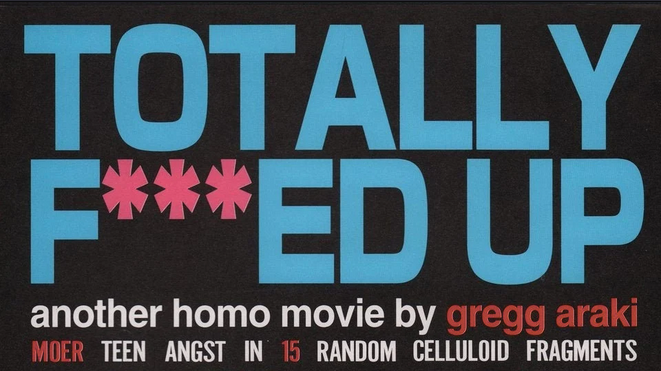 TOTALLY
F***ED UP
another homo movie by gregg araki
MOER TEEN ANGST IN 15 RANDOM CELLULOID FRAGMENTS